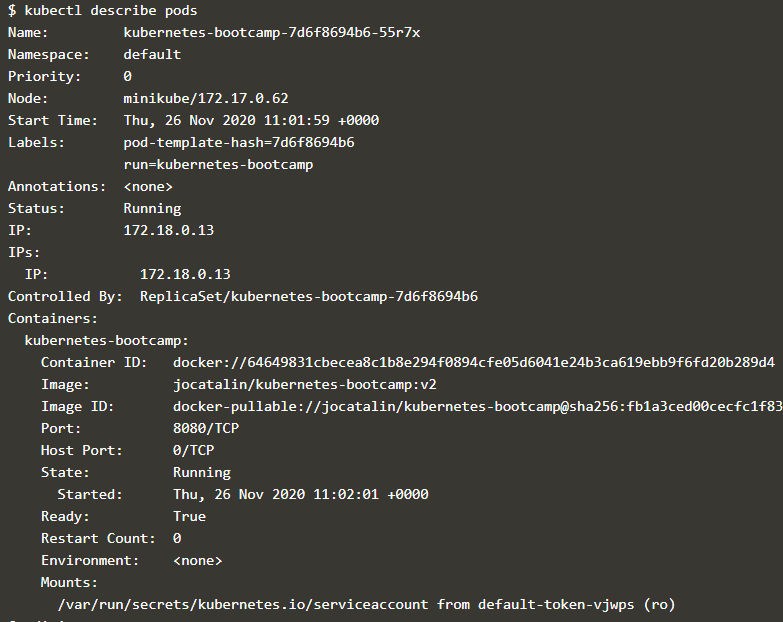 $ kubectl describe pods
Name:         kubernetes-bootcamp-7d6f8694b6-55r7x
Namespace:    default
Priority:     0
Node:         minikube/172.17.0.62
Start Time:   Thu, 26 Nov 2020 11:01:59 +0000
Labels:       pod-template-hash=7d6f8694b6
              run=kubernetes-bootcamp
Annotations:  <none>
Status:       Running
IP:           172.18.0.13
IPs:
  IP:           172.18.0.13
Controlled By:  ReplicaSet/kubernetes-bootcamp-7d6f8694b6
Containers:
  kubernetes-bootcamp:
    Container ID:   docker://64649831cbecea8c1b8e294f0894cfe05d6041e24b3ca619ebb9f6fd20b289d4
    Image:          jocatalin/kubernetes-bootcamp:v2
    Image ID:       docker-pullable://jocatalin/kubernetes-bootcamp@sha256:fb1a3ced00cecfc1f83
    Port:           8080/TCP
    Host Port:      0/TCP
    State:          Running
      Started:      Thu, 26 Nov 2020 11:02:01 +0000
    Ready:          True
    Restart Count:  0
    Environment:    <none>
    Mounts:
      /var/run/secrets/kubernetes.io/serviceaccount from default-token-vjwps (ro)